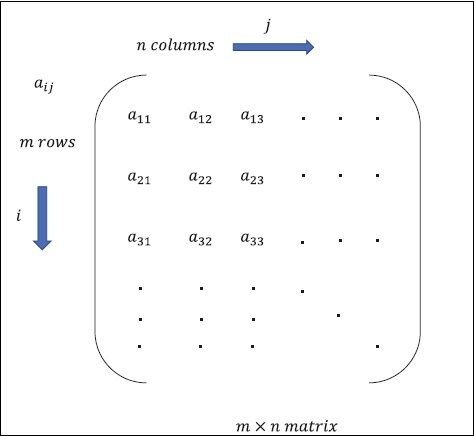 j
n columns
a_{ij}
a_{11} a_{12} a_{13} . . .
m rows
a_{21} a_{22} a_{23} . . .
i
a_{31} a_{32} a_{33} . . .
. . . .
. . . .
. . . .
m × n matrix